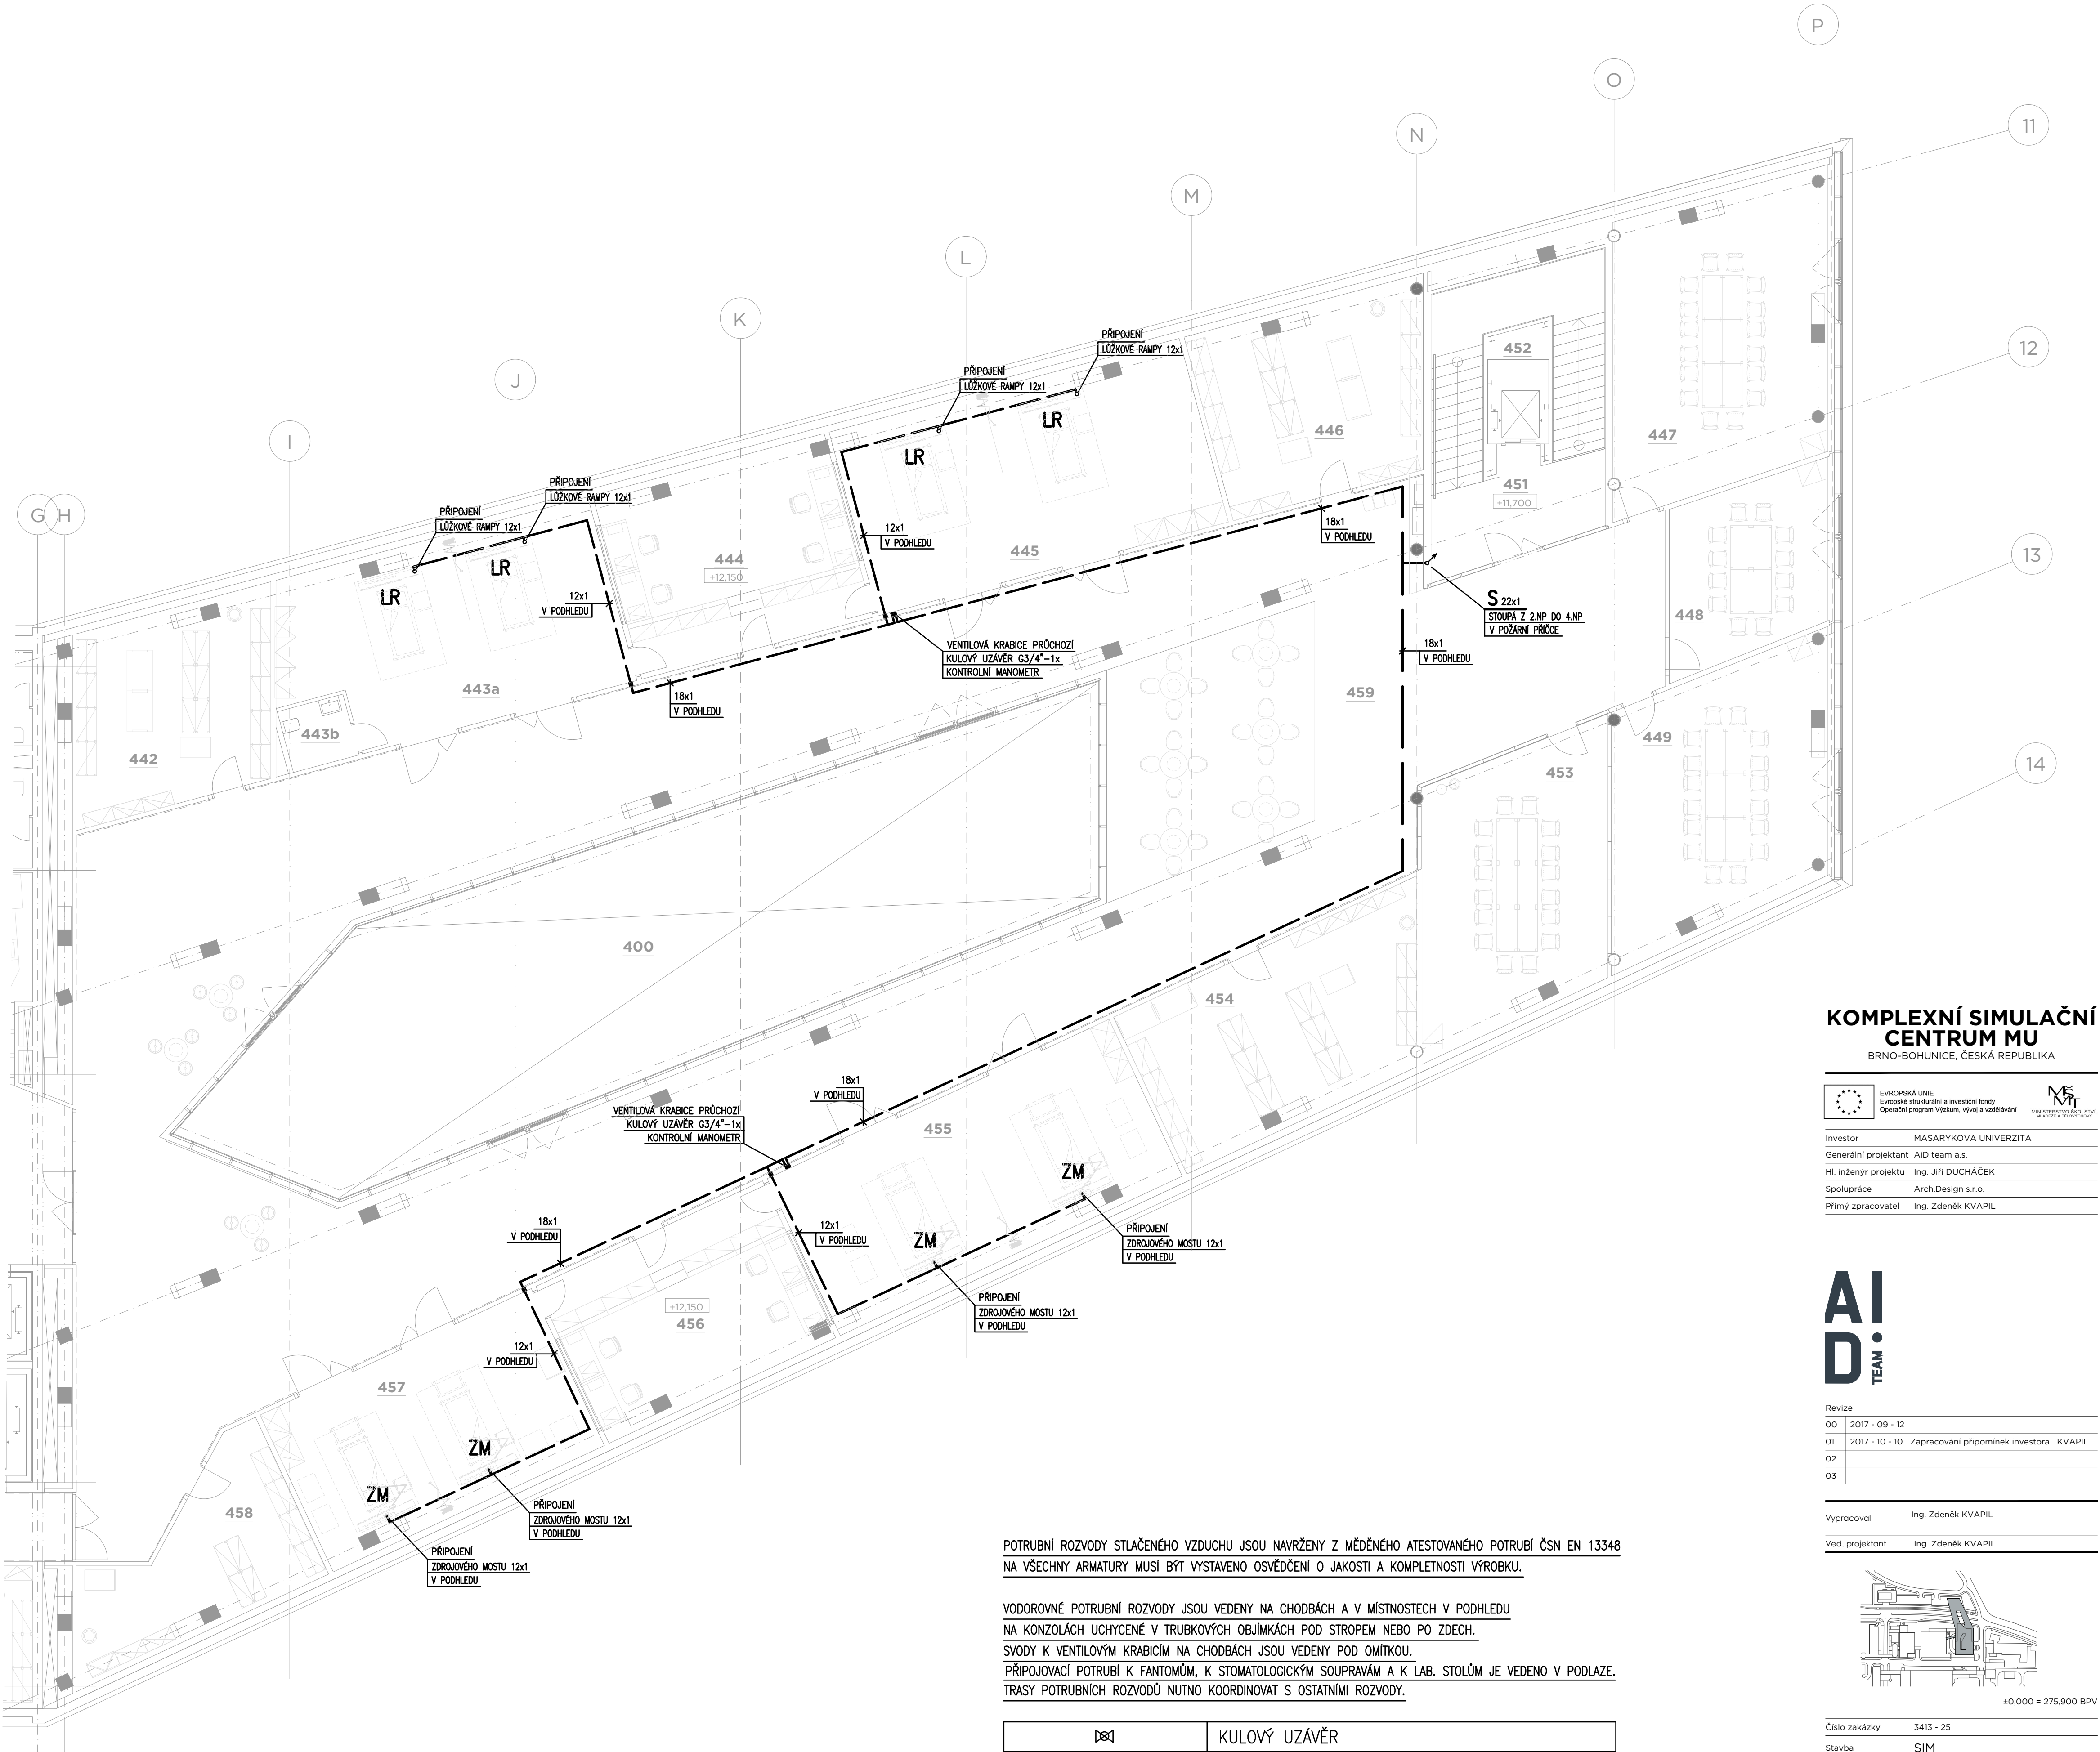 P
O
11
N
M
12
L
K
J
13
I
G
H
14
PŘIPOJENÍ
LŮŽKOVÉ RAMPY 12x1
PŘIPOJENÍ
LŮŽKOVÉ RAMPY 12x1
PŘIPOJENÍ
LŮŽKOVÉ RAMPY 12x1
PŘIPOJENÍ
LŮŽKOVÉ RAMPY 12x1
LR
LR
LR
LR
452
446
447
451
+11,700
445
444
+12,150
448
12x1
V PODHLEDU
12x1
V PODHLEDU
18x1
V PODHLEDU
S 22x1
STOUPÁ Z 2.NP DO 4.NP
V POŽÁRNÍ PŘÍČCE
VENTILOVÁ KRABICE PRŮCHOZÍ
KULOVÝ UZÁVĚR G3/4"-1x
KONTROLNÍ MANOMETR
18x1
V PODHLEDU
18x1
V PODHLEDU
443a
459
443b
442
449
453
400
454
18x1
V PODHLEDU
VENTILOVÁ KRABICE PRŮCHOZÍ
KULOVÝ UZÁVĚR G3/4"-1x
KONTROLNÍ MANOMETR
455
ZM
18x1
V PODHLEDU
12x1
V PODHLEDU
ZM
PŘIPOJENÍ
ZDROJOVÉHO MOSTU 12x1
V PODHLEDU
PŘIPOJENÍ
ZDROJOVÉHO MOSTU 12x1
V PODHLEDU
+12,150
456
12x1
V PODHLEDU
457
ZM
ZM
458
PŘIPOJENÍ
ZDROJOVÉHO MOSTU 12x1
V PODHLEDU
PŘIPOJENÍ
ZDROJOVÉHO MOSTU 12x1
V PODHLEDU
POTRUBNÍ ROZVODY STLAČENÉHO VZDUCHU JSOU NAVRŽENY Z MĚDĚNÉHO ATESTOVANÉHO POTRUBÍ ČSN EN 13348
NA VŠECHNY ARMATURY MUSÍ BÝT VYSTAVENO OSVĚDČENÍ O JAKOSTI A KOMPLETNOSTI VÝROBKU.
VODOROVNÉ POTRUBNÍ ROZVODY JSOU VEDENY NA CHODBÁCH A V MÍSTNOSTECH V PODHLEDU
NA KONZOLÁCH UCHYCENÉ V TRUBKOVÝCH OBJÍMKÁCH POD STROPEM NEBO PO ZDECH.
SVODY K VENTILOVÝM KRABICÍM NA CHODBÁCH JSOU VEDENY POD OMÍTKOU.
PŘIPOJOVACÍ POTRUBÍ K FANTOMŮM, K STOMATOLOGICKÝM SOUPRAVÁM A K LAB. STOLŮM JE VEDENO V PODLAZE.
TRASY POTRUBNÍCH ROZVODŮ NUTNO KOORDINOVAT S OSTATNÍMI ROZVODY.
KULOVÝ UZÁVĚR
KOMPLEXNÍ SIMULAČNÍ
CENTRUM MU
BRNO-BOHUNICE, ČESKÁ REPUBLIKA
EVROPSKÁ UNIE
Evropské strukturální a investiční fondy
Operační program Výzkum, vývoj a vzdělávání
MŠMT
MINISTERSTVO ŠKOLSTVÍ,
MLÁDEŽE A TĚLOVÝCHOVY
Investor MASARYKOVA UNIVERZITA
Generální projektant AiD team a.s.
Hl. inženýr projektu Ing. Jiří DUCHÁČEK
Spolupráce Arch.Design s.r.o.
Přímý zpracovatel Ing. Zdeněk KVAPIL
AID TEAM
Revize
00 2017 - 09 - 12
01 2017 - 10 - 10 Zapracování připomínek investora KVAPIL
02
03
Vypracoval Ing. Zdeněk KVAPIL
Ved. projektant Ing. Zdeněk KVAPIL
±0,000 = 275,900 BPV
Číslo zakázky 3413 - 25
Stavba SIM